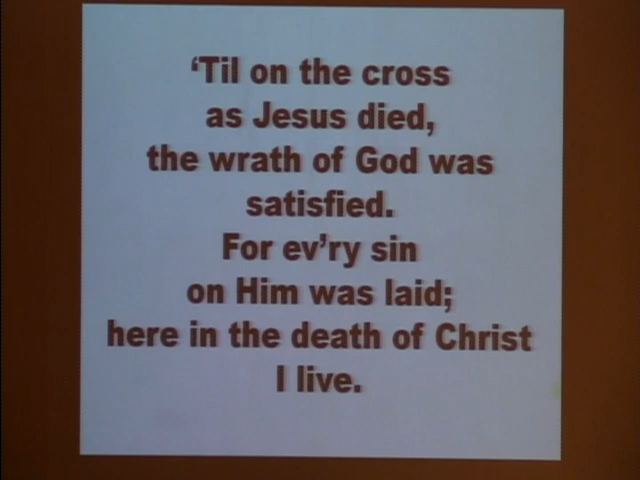 ‘Til on the cross
as Jesus died,
the wrath of God was
satisfied.
For ev’ry sin
on Him was laid;
here in the death of Christ
I live.